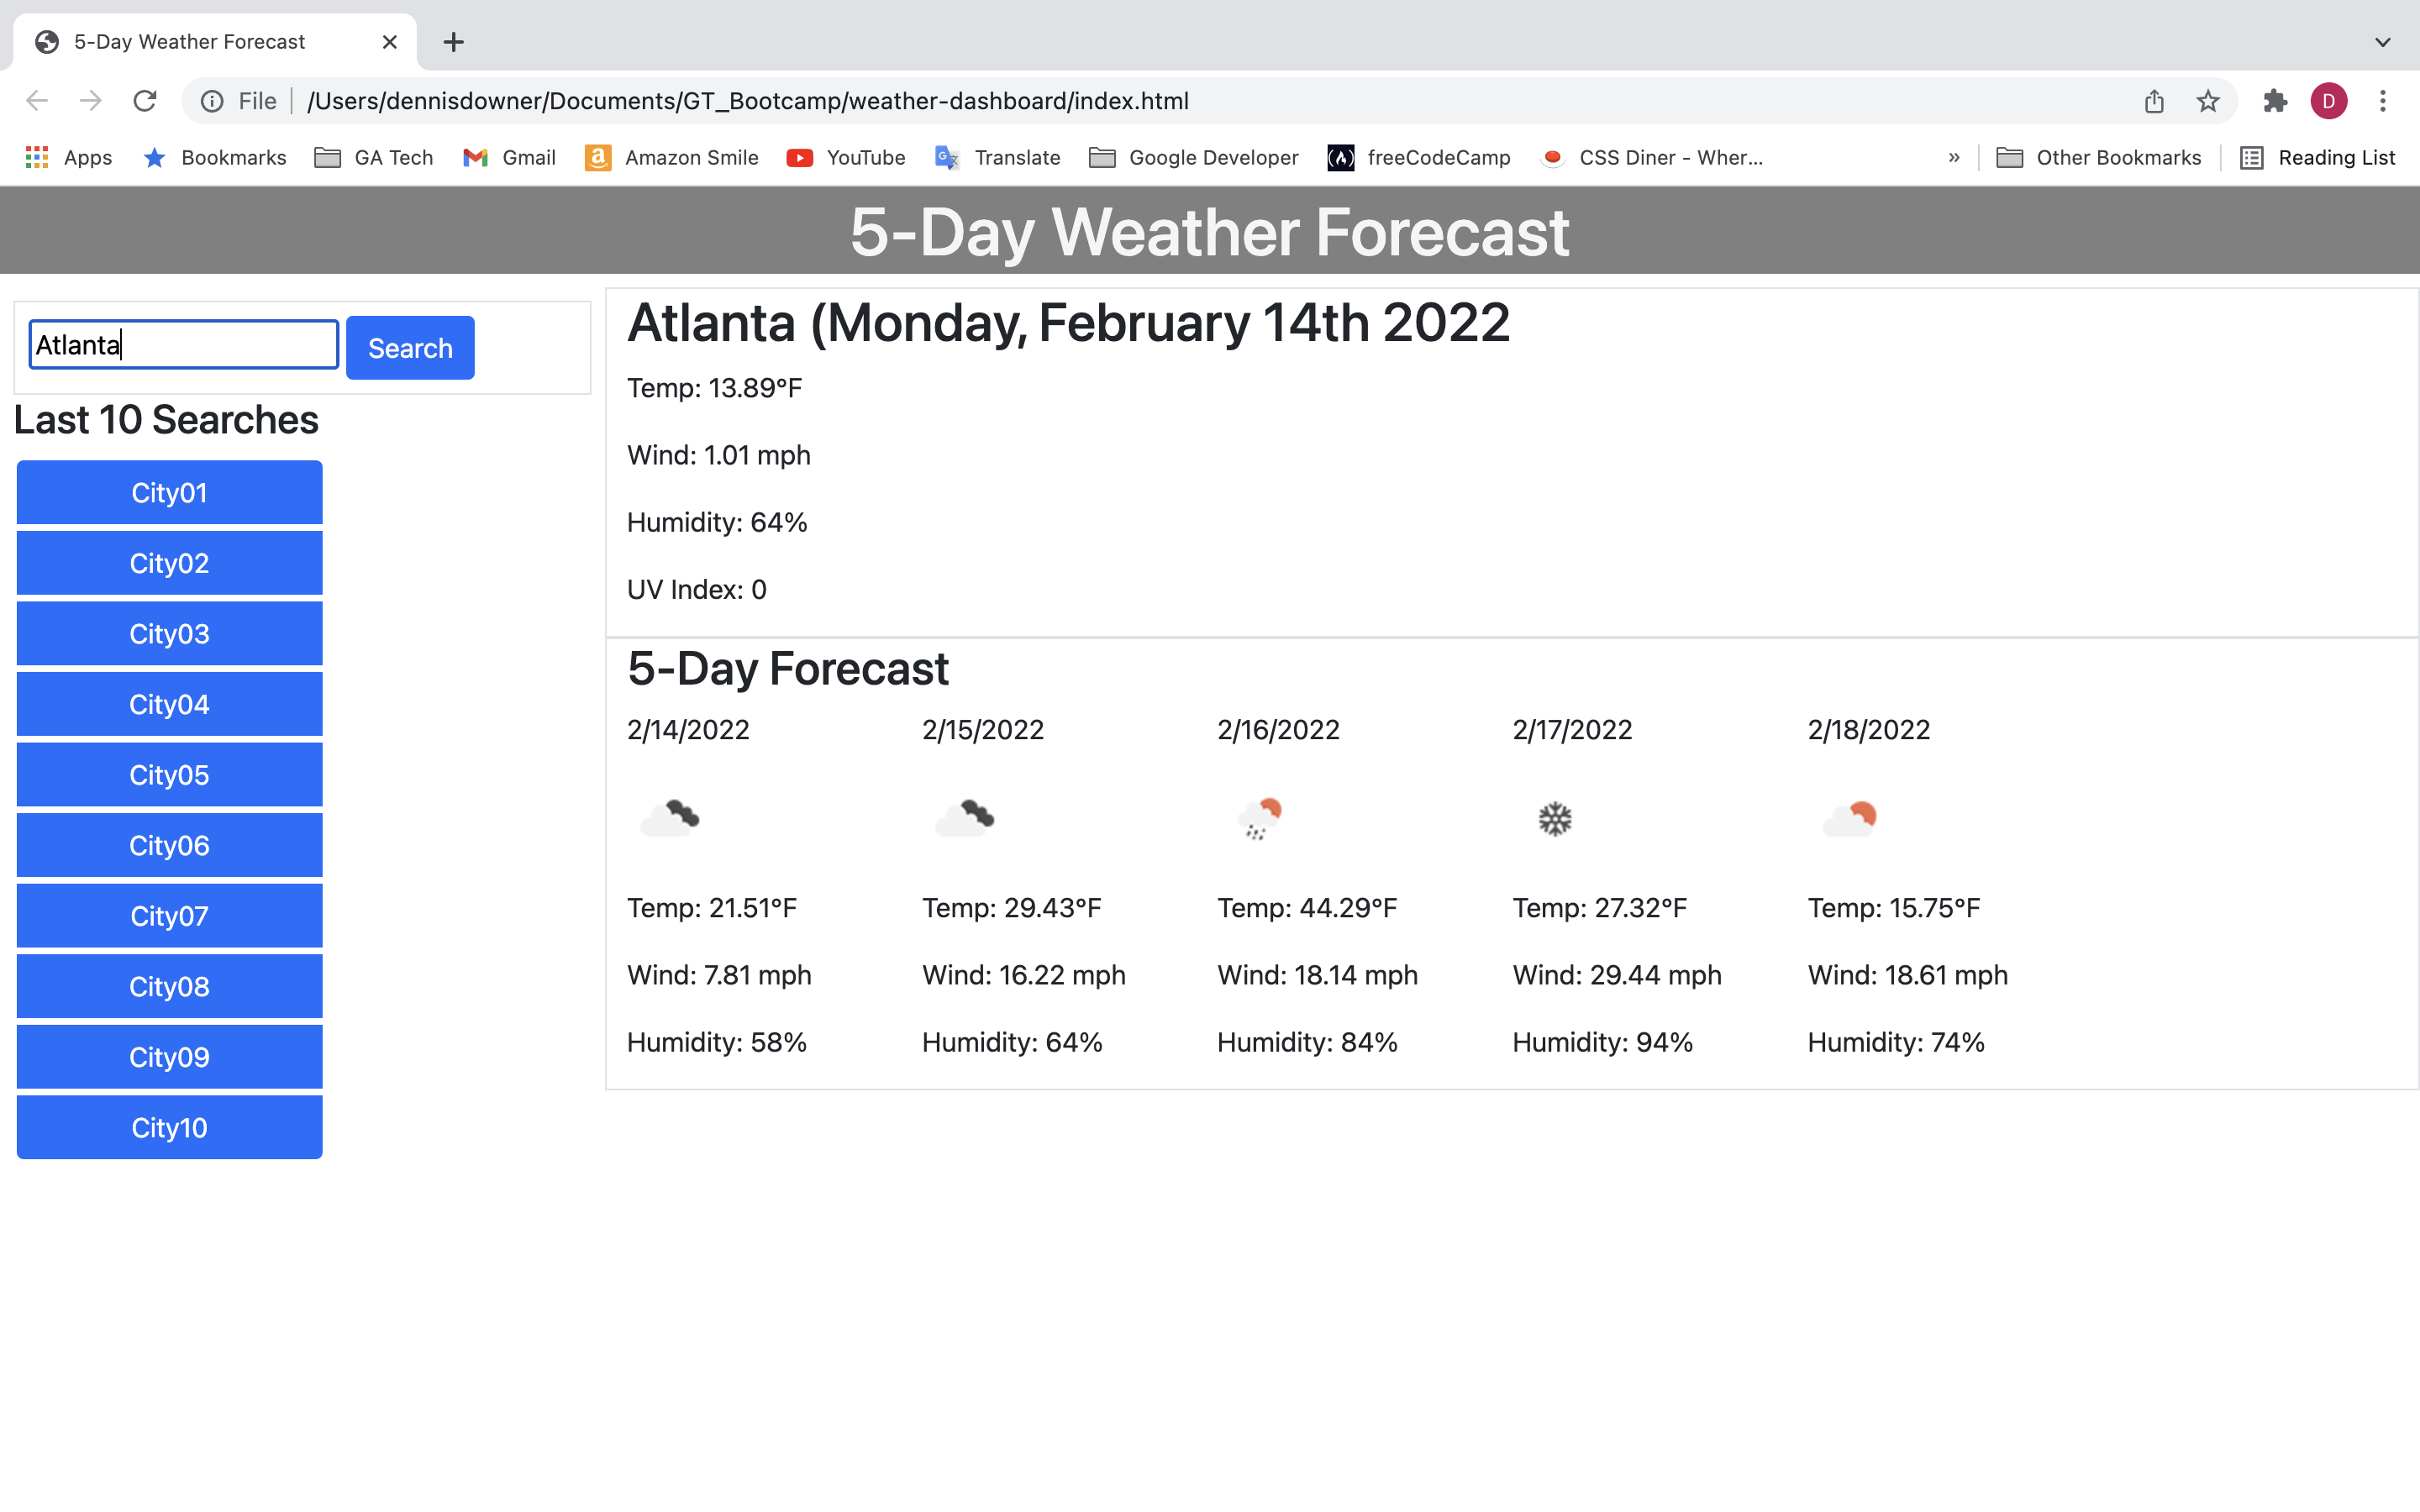 5-Day Weather Forecast
File /Users/dennisdowner/Documents/GT_Bootcamp/weather-dashboard/index.html
D
Apps Bookmarks GA Tech Gmail Amazon Smile YouTube Translate Google Developer freeCodeCamp CSS Diner - Wher... » Other Bookmarks Reading List
5-Day Weather Forecast
Atlanta Search
Last 10 Searches
City01
City02
City03
City04
City05
City06
City07
City08
City09
City10
Atlanta (Monday, February 14th 2022
Temp: 13.89°F
Wind: 1.01 mph
Humidity: 64%
UV Index: 0
5-Day Forecast
2/14/2022 2/15/2022 2/16/2022 2/17/2022 2/18/2022
Temp: 21.51°F Temp: 29.43°F Temp: 44.29°F Temp: 27.32°F Temp: 15.75°F
Wind: 7.81 mph Wind: 16.22 mph Wind: 18.14 mph Wind: 29.44 mph Wind: 18.61 mph
Humidity: 58% Humidity: 64% Humidity: 84% Humidity: 94% Humidity: 74%